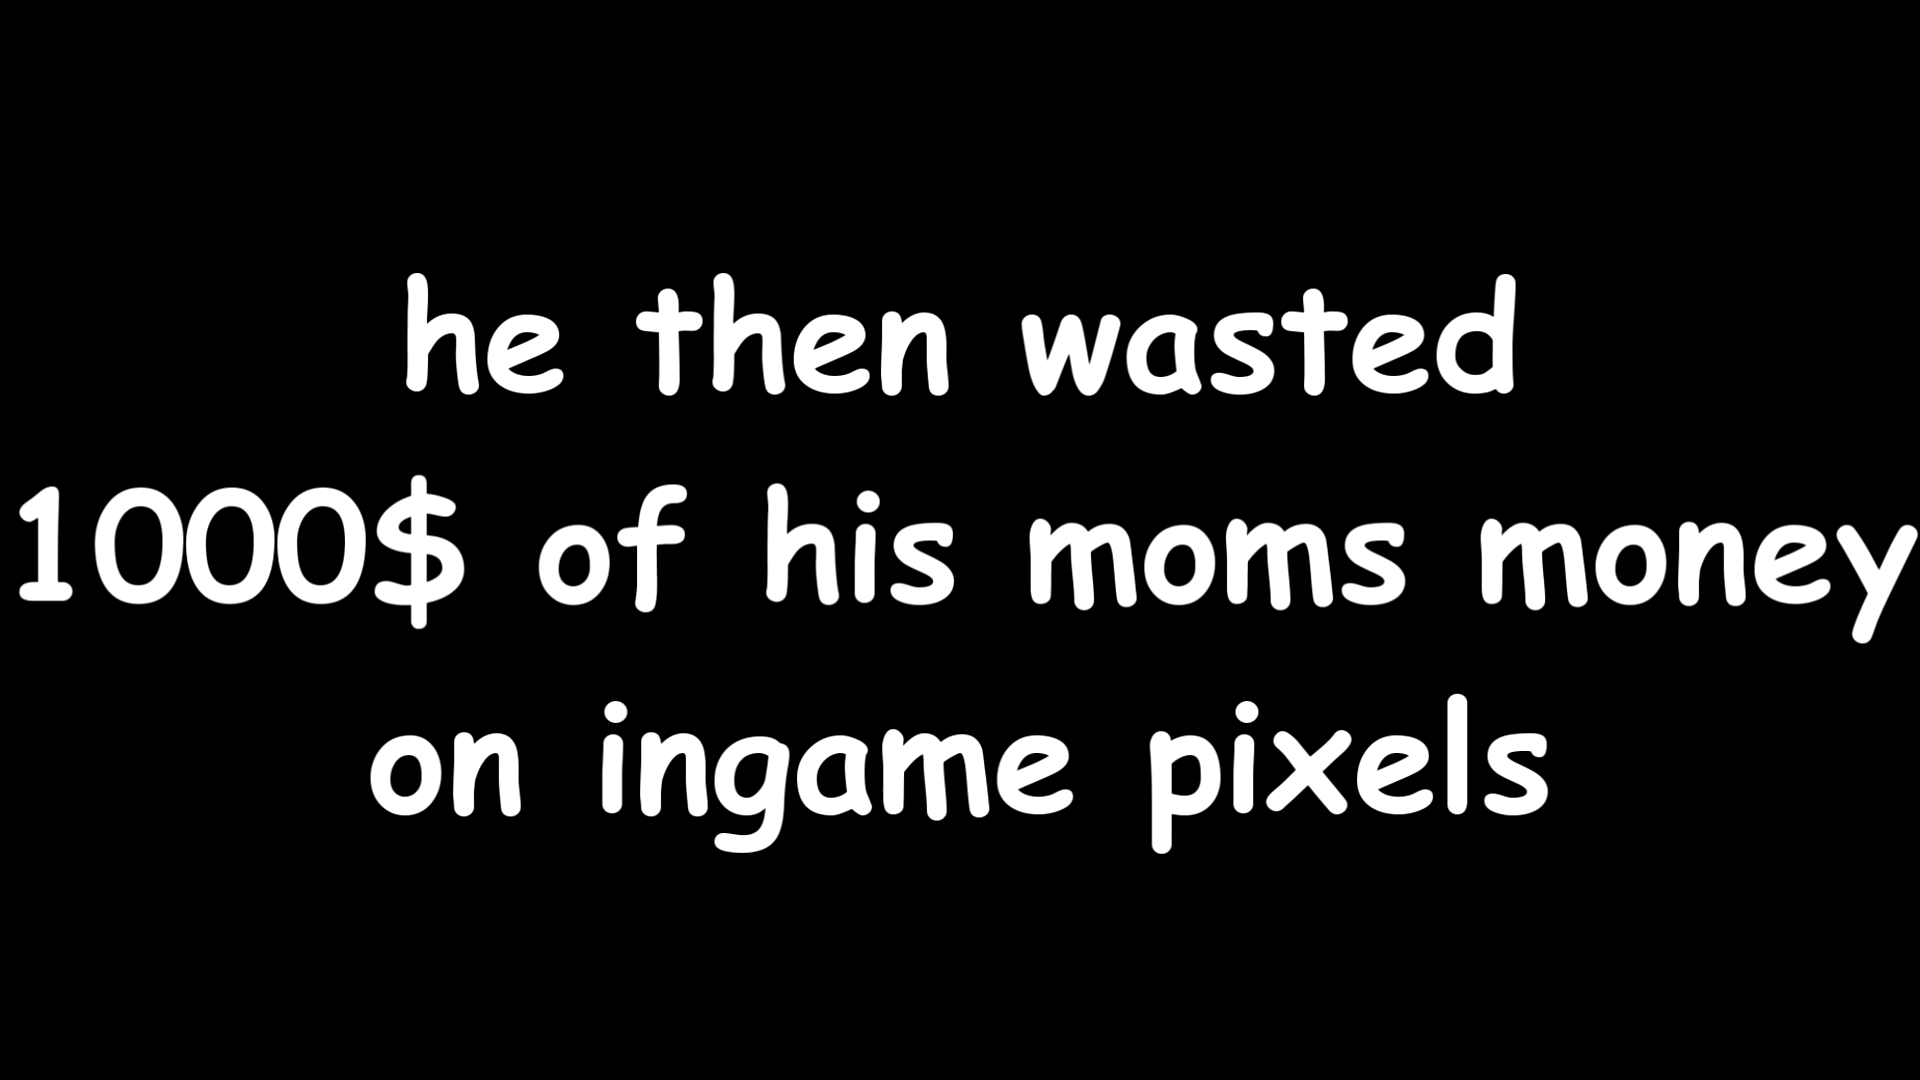 he then wasted
1000$ of his moms money
on ingame pixels